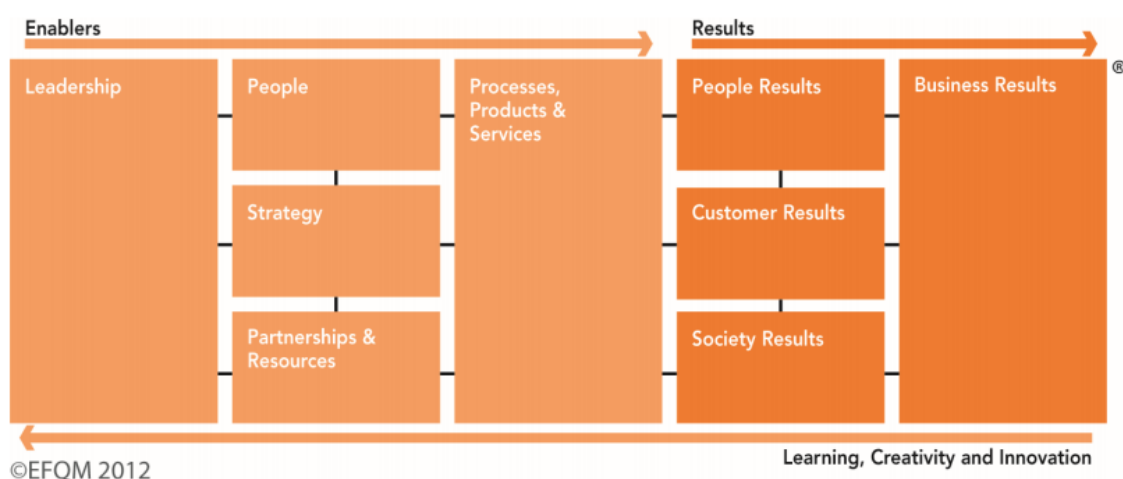 Enablers
Results
®
Leadership
People
Processes,
Products &
Services
People Results
Business Results
Strategy
Customer Results
Partnerships &
Resources
Society Results
Learning, Creativity and Innovation
©EFQM 2012